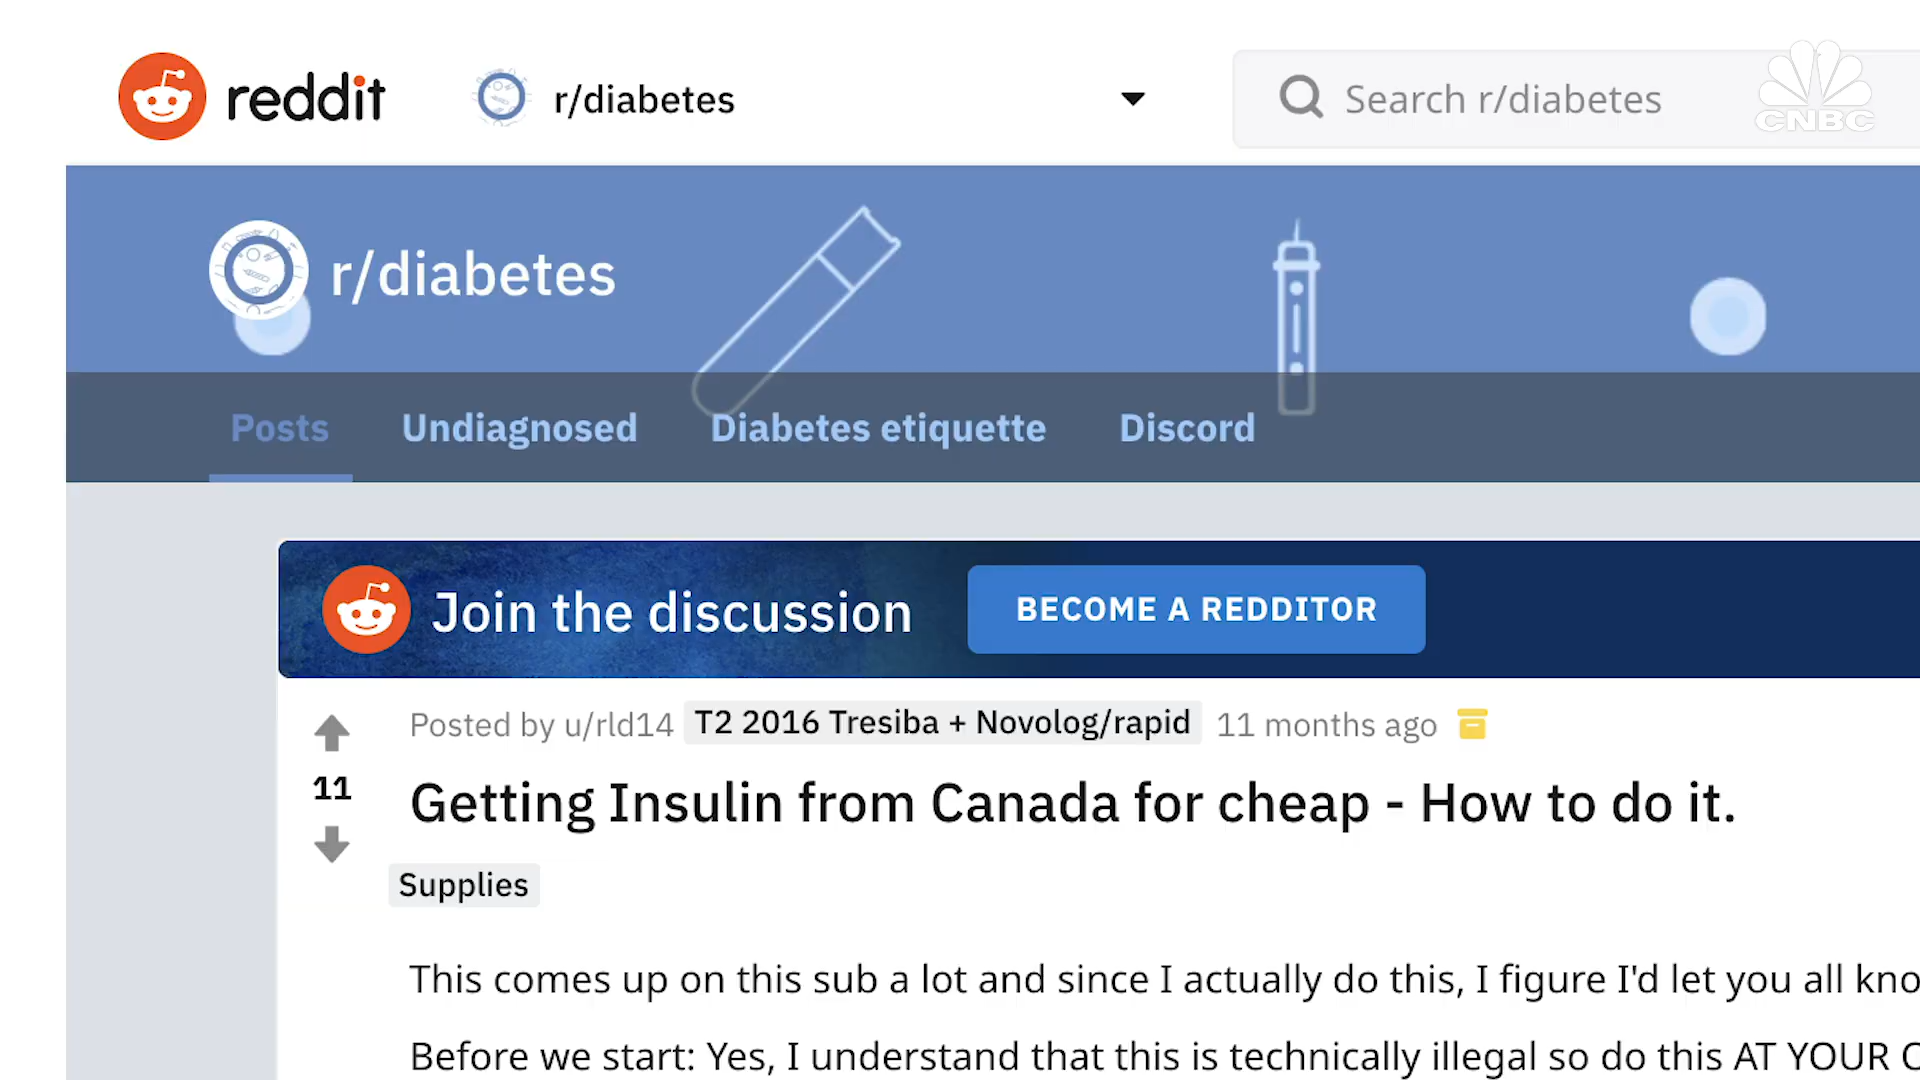 reddit
r/diabetes
Search r/diabetes
CNBC
r/diabetes
Posts
Undiagnosed
Diabetes etiquette
Discord
Join the discussion
BECOME A REDDITOR
Posted by u/rld14 T2 2016 Tresiba + Novolog/rapid 11 months ago
11
Getting Insulin from Canada for cheap - How to do it.
Supplies
This comes up on this sub a lot and since I actually do this, I figure I'd let you all kno
Before we start: Yes, I understand that this is technically illegal so do this AT YOUR